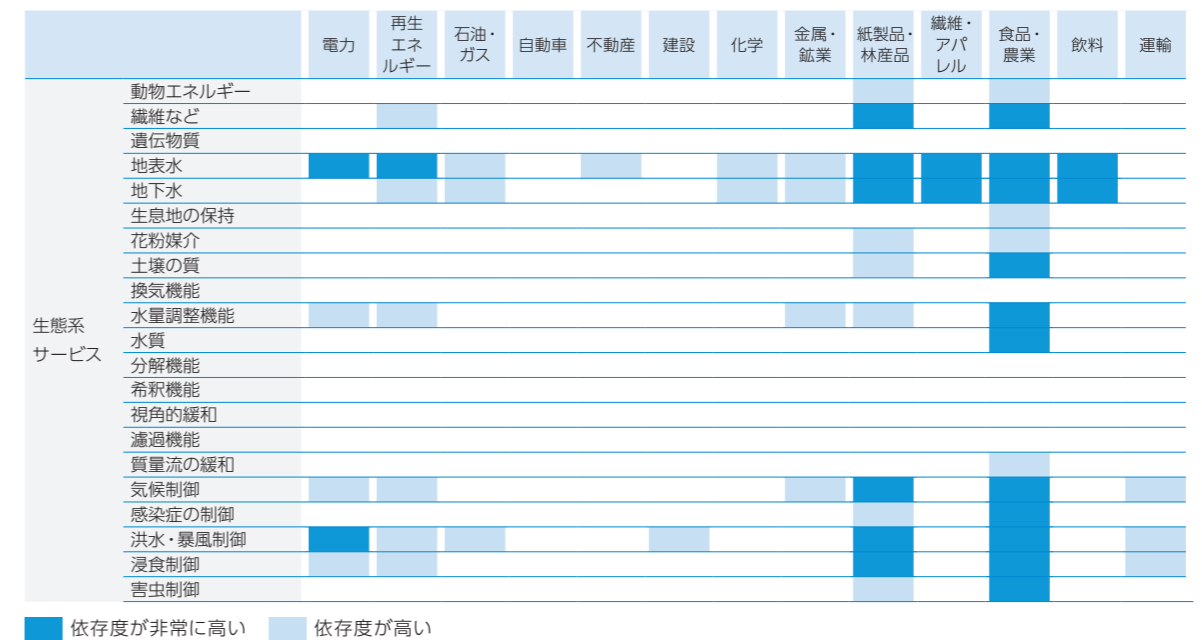 電力
再生
エネ
ルギー
石油・
ガス
自動車
不動産
建設
化学
金属・
鉱業
紙製品・
林産品
繊維・
アパ
レル
食品・
農業
飲料
運輸
生態系
サービス
動物エネルギー
繊維など
遺伝物質
地表水
地下水
生息地の保持
花粉媒介
土壌の質
換気機能
水量調整機能
水質
分解機能
希釈機能
視角的緩和
濾過機能
質量流の緩和
気候制御
感染症の制御
洪水・暴風制御
浸食制御
害虫制御
依存度が非常に高い
依存度が高い